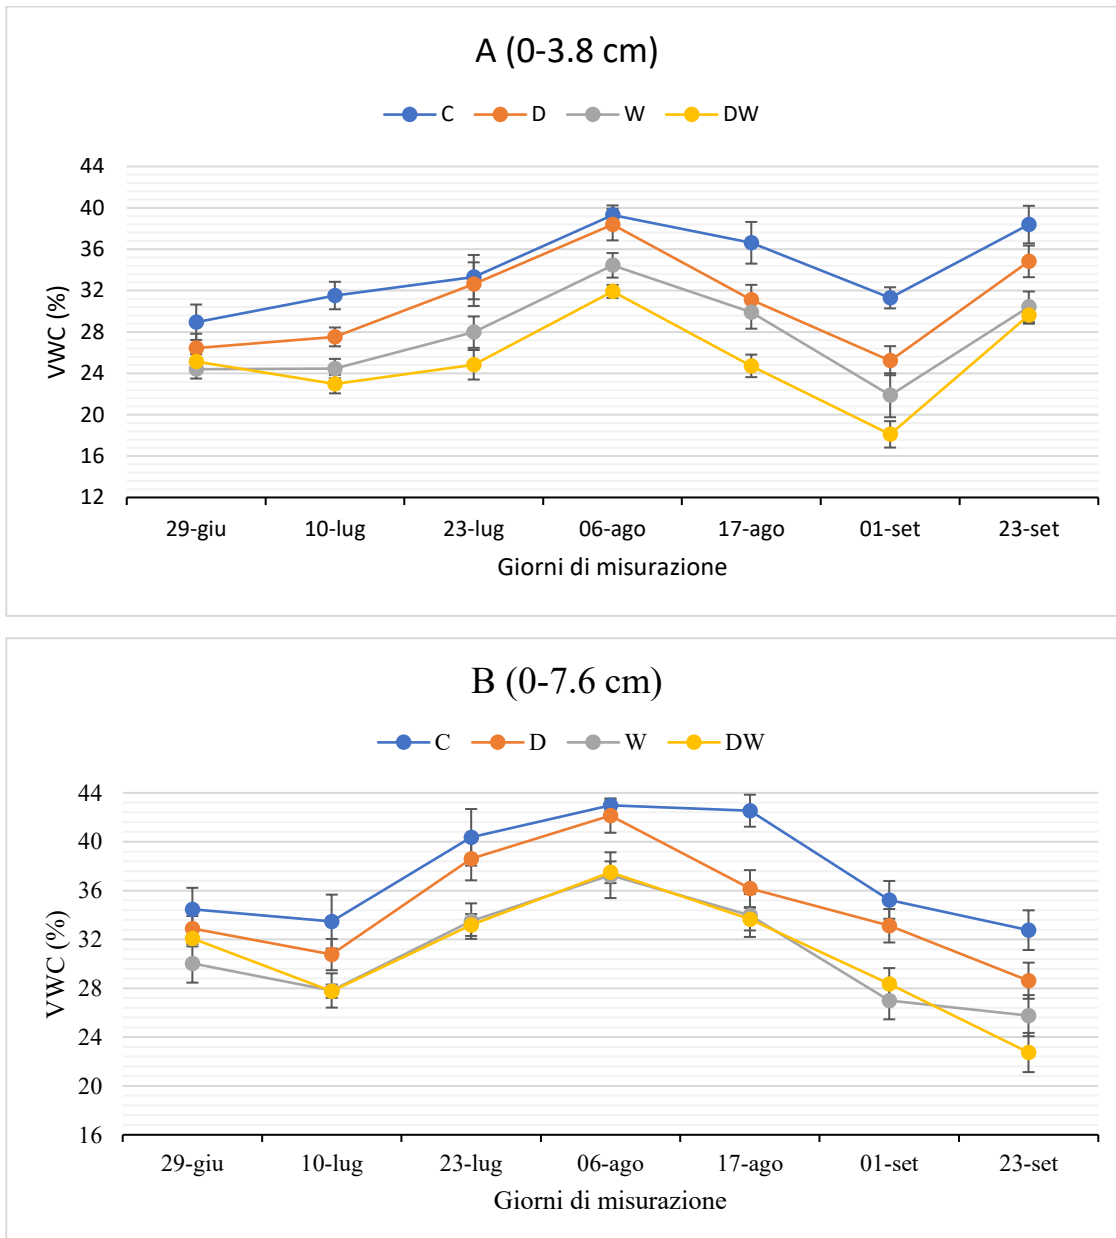 A (0-3.8 cm)
C D W DW
44
40
36
32
28
24
20
16
12
VWC (%)
29-giu 10-lug 23-lug 06-ago 17-ago 01-set 23-set
Giorni di misurazione
B (0-7.6 cm)
C D W DW
44
40
36
32
28
24
20
16
VWC (%)
29-giu 10-lug 23-lug 06-ago 17-ago 01-set 23-set
Giorni di misurazione